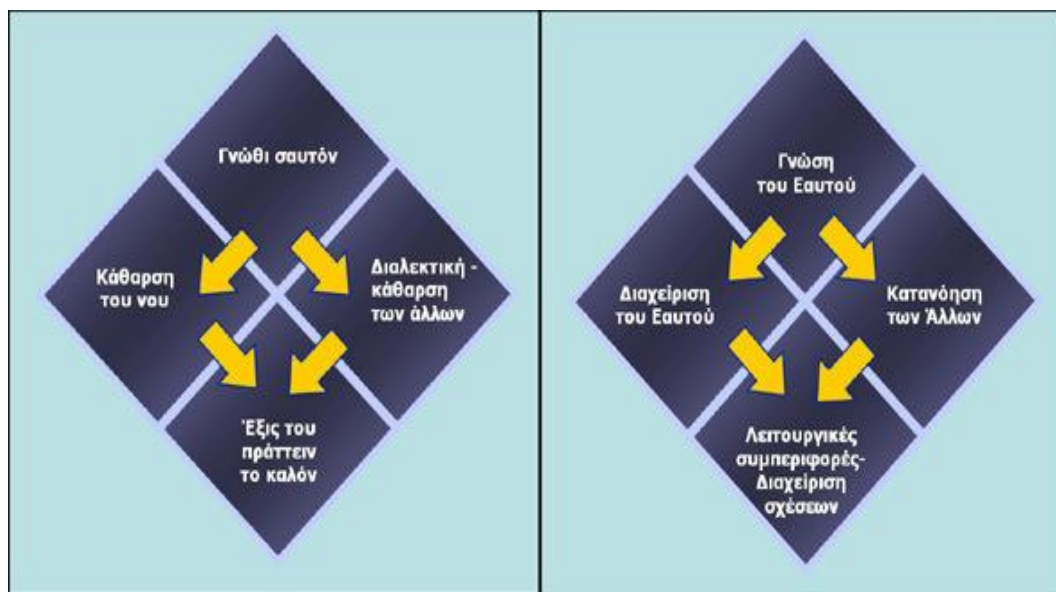 Γνώθι σαυτόν
Κάθαρση
του νου
Διαλεκτική -
κάθαρση
των άλλων
Έξις του
πράττειν
το καλόν
Γνώση
του Εαυτού
Διαχείριση
του Εαυτού
Κατανόηση
των Άλλων
Λειτουργικές
συμπεριφορές-
Διαχείριση
σχέσεων